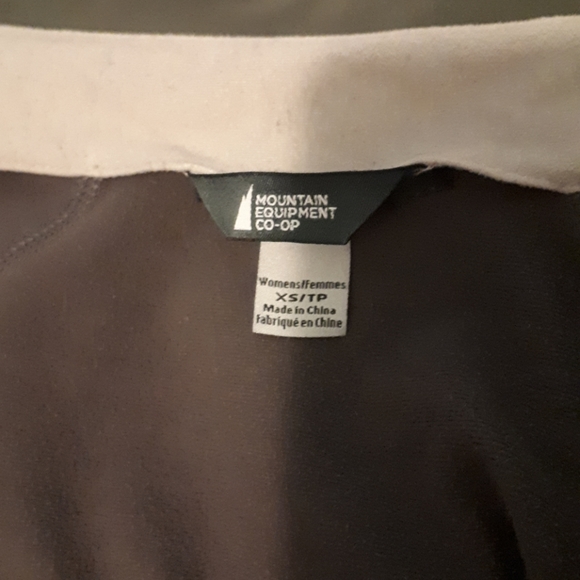 MOUNTAIN
EQUIPMENT
CO-OP
Womens/Femmes
XS/TP
Made in China
Fabriqué en Chine